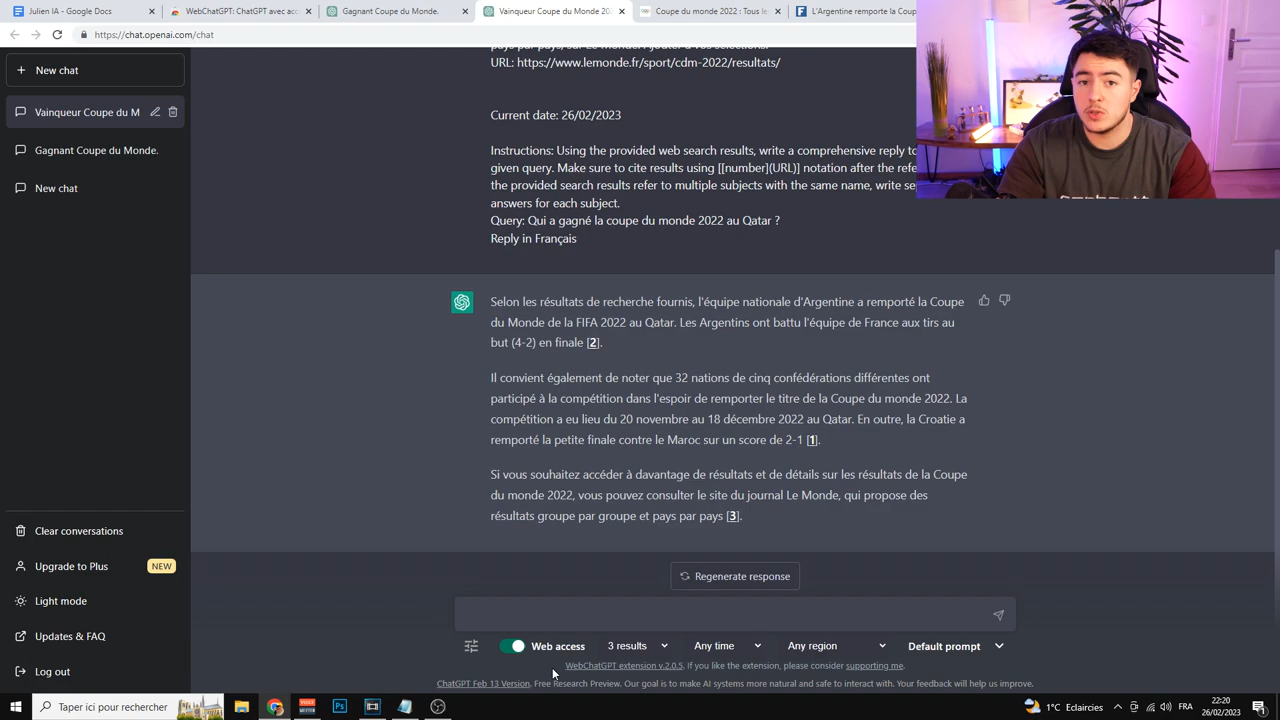 Julien IA - Google Docs
WebChatGPT: ChatGPT avec acc
Gagnant Coupe du Monde.
Vainqueur Coupe du Monde 202
Coupe du monde 2022 : Tous les
L'Argentine remporte la Coup
https://chat.openai.com/chat
New chat
Vainqueur Coupe du M
Gagnant Coupe du Monde.
New chat
Clear conversations
Upgrade to Plus
NEW
Light mode
Updates & FAQ
Log out
URL: https://www.lemonde.fr/sport/cdm-2022/resultats/
Current date: 26/02/2023
Instructions: Using the provided web search results, write a comprehensive reply to
given query. Make sure to cite results using [[number](URL)] notation after the refe
the provided search results refer to multiple subjects with the same name, write se
answers for each subject.
Query: Qui a gagné la coupe du monde 2022 au Qatar ?
Reply in Français
Selon les résultats de recherche fournis, l'équipe nationale d'Argentine a remporté la Coupe
du Monde de la FIFA 2022 au Qatar. Les Argentins ont battu l'équipe de France aux tirs au
but (4-2) en finale [2].
Il convient également de noter que 32 nations de cinq confédérations différentes ont
participé à la compétition dans l'espoir de remporter le titre de la Coupe du monde 2022. La
compétition a eu lieu du 20 novembre au 18 décembre 2022 au Qatar. En outre, la Croatie a
remporté la petite finale contre le Maroc sur un score de 2-1 [1].
Si vous souhaitez accéder à davantage de résultats et de détails sur les résultats de la Coupe
du monde 2022, vous pouvez consulter le site du journal Le Monde, qui propose des
résultats groupe par groupe et pays par pays [3].
Regenerate response
Web access
3 results
Any time
Any region
Default prompt
WebChatGPT extension v.2.0.5. If you like the extension, please consider supporting me.
ChatGPT Feb 13 Version. Free Research Preview. Our goal is to make AI systems more natural and safe to interact with. Your feedback will help us improve.
Taper ici pour rechercher
Ps
1°C Eclaircies
FRA
22:20
26/02/2023